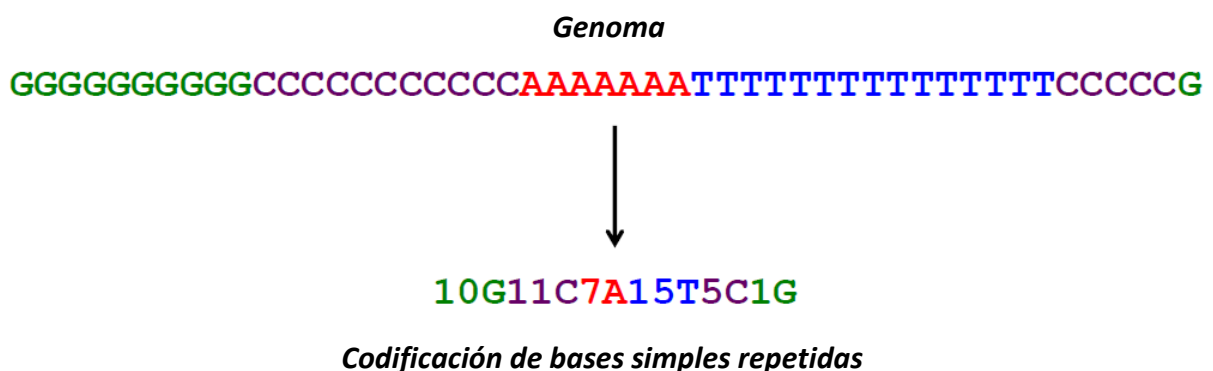 Genoma
GGGGGGGGGGCCCCCCCCCCCAAAAAAATTTTTTTTTTTTTTTCCCCCG
10G11C7A15T5C1G
Codificación de bases simples repetidas